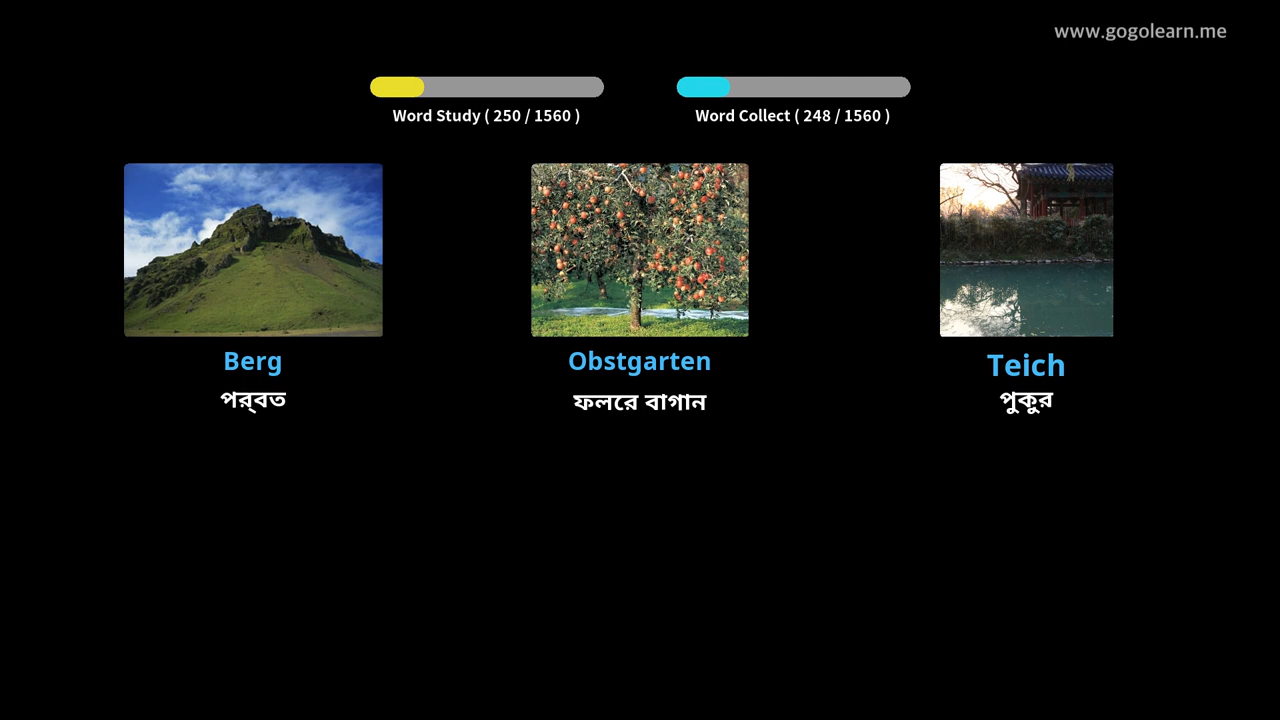 www.gogolearn.me
Word Study ( 250 / 1560 )
Word Collect ( 248 / 1560 )
Berg
Obstgarten
Teich
পর্বত
ফলরে বাগান
পুকুর